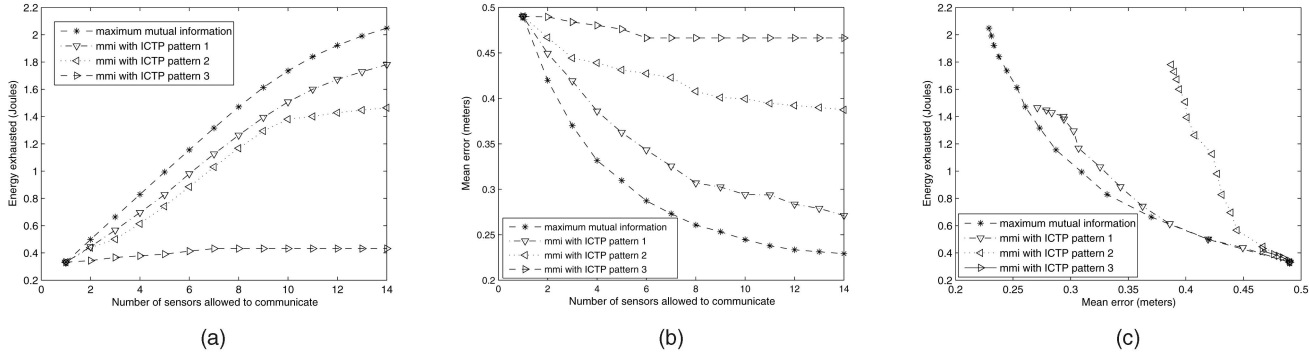 2.2
2
1.8
1.6
1.4
1.2
1
0.8
0.6
0.4
0.2
Energy exhausted (Joules)
maximum mutual information
mmi with ICTP pattern 1
mmi with ICTP pattern 2
mmi with ICTP pattern 3
0 2 4 6 8 10 12 14
Number of sensors allowed to communicate
(a)
0.5
0.45
0.4
0.35
0.3
0.25
0.2
Mean error (meters)
maximum mutual information
mmi with ICTP pattern 1
mmi with ICTP pattern 2
mmi with ICTP pattern 3
0 2 4 6 8 10 12 14
Number of sensors allowed to communicate
(b)
2.2
2
1.8
1.6
1.4
1.2
1
0.8
0.6
0.4
0.2
Energy exhausted (Joules)
maximum mutual information
mmi with ICTP pattern 1
mmi with ICTP pattern 2
mmi with ICTP pattern 3
0.2 0.25 0.3 0.35 0.4 0.45 0.5
Mean error (meters)
(c)